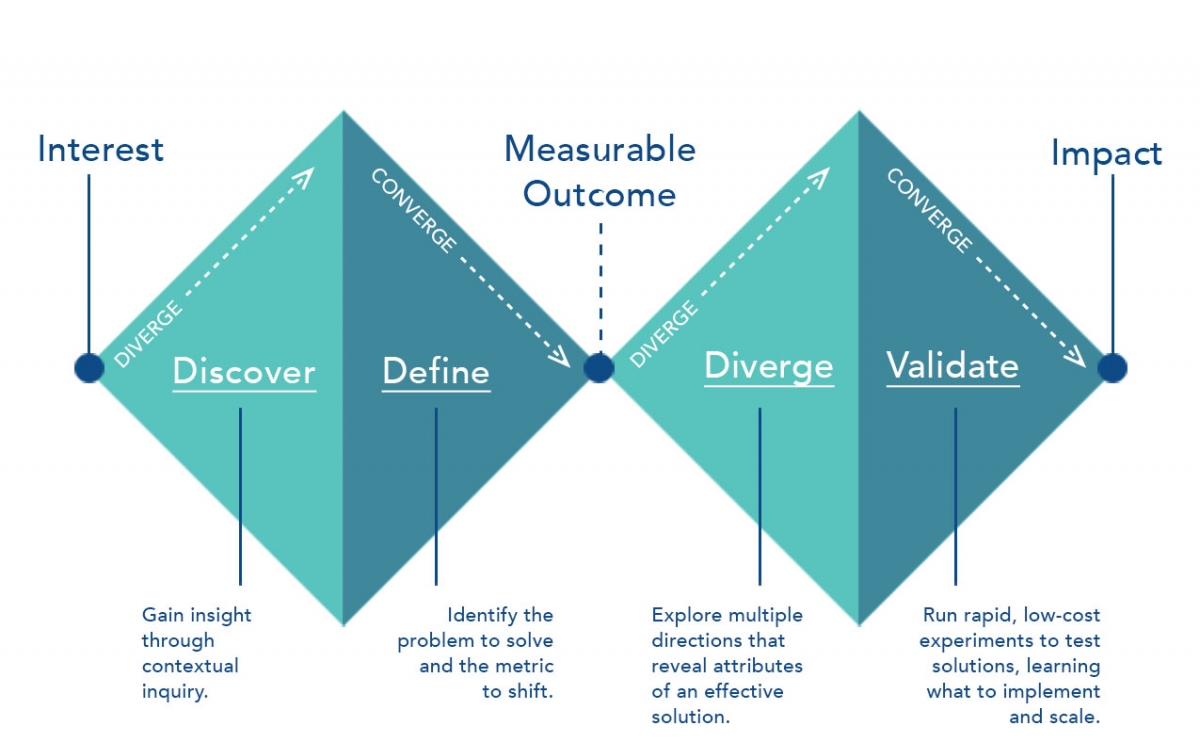 Interest
Measurable
Outcome
Impact
DIVERGE
CONVERGE
DIVERGE
CONVERGE
Discover
Define
Diverge
Validate
Gain insight
through
contextual
inquiry.
Identify the
problem to solve
and the metric
to shift.
Explore multiple
directions that
reveal attributes
of an effective
solution.
Run rapid, low-cost
experiments to test
solutions, learning
what to implement
and scale.